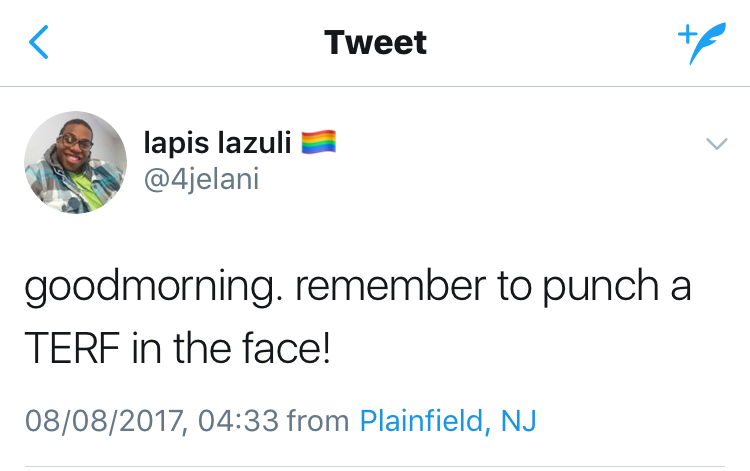 Tweet
lapis lazuli 🏳️‍🌈
@4jelani
goodmorning. remember to punch a
TERF in the face!
08/08/2017, 04:33 from Plainfield, NJ